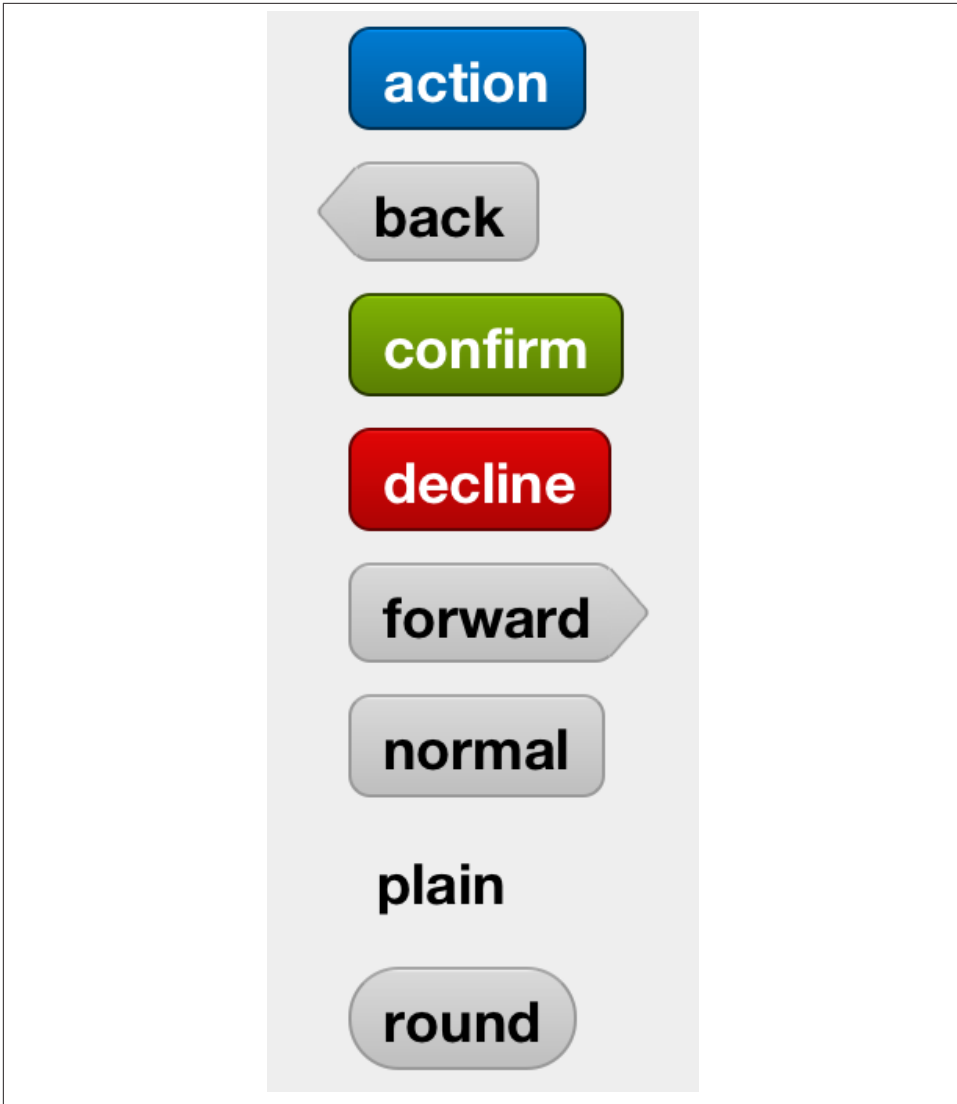 action
back
confirm
decline
forward
normal
plain
round